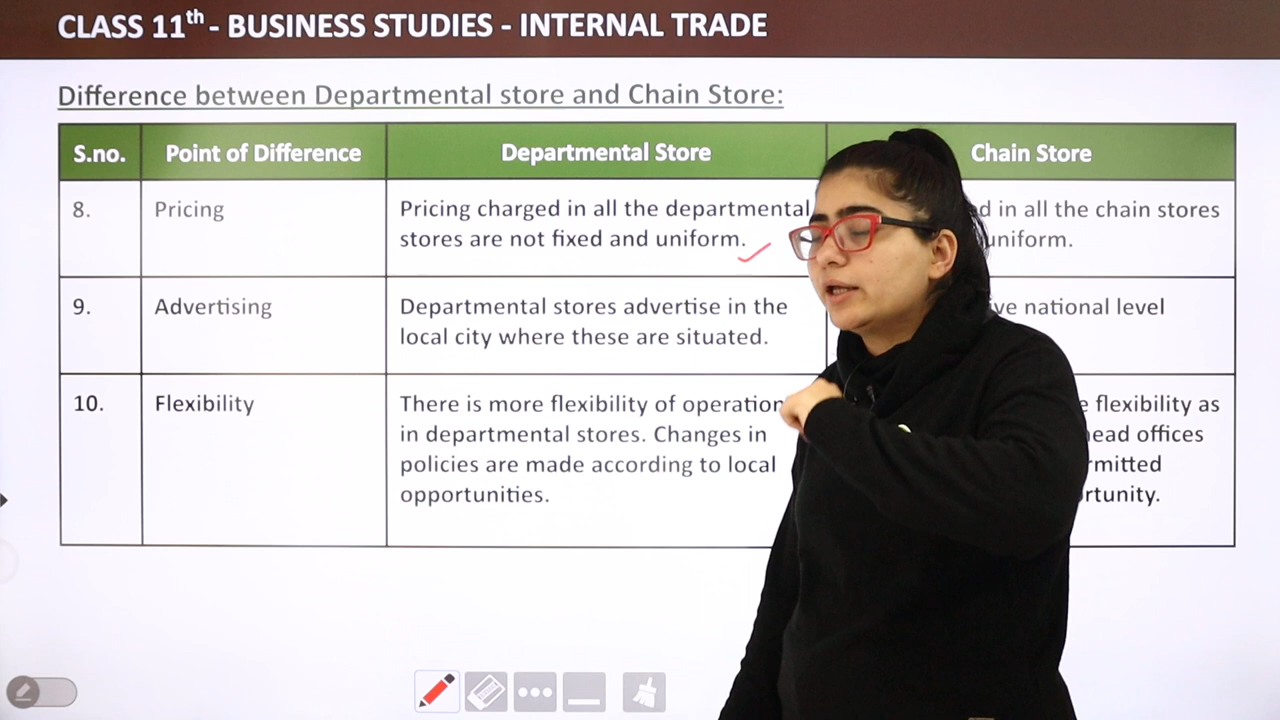 CLASS 11th - BUSINESS STUDIES - INTERNAL TRADE
Difference between Departmental store and Chain Store:
S.no. Point of Difference Departmental Store Chain Store
8. Pricing Pricing charged in all the departmental in all the chain stores
stores are not fixed and uniform. uniform.
9. Advertising Departmental stores advertise in the national level
local city where these are situated.
10. Flexibility There is more flexibility of operation flexibility as
in departmental stores. Changes in offices
policies are made according to local
opportunities.